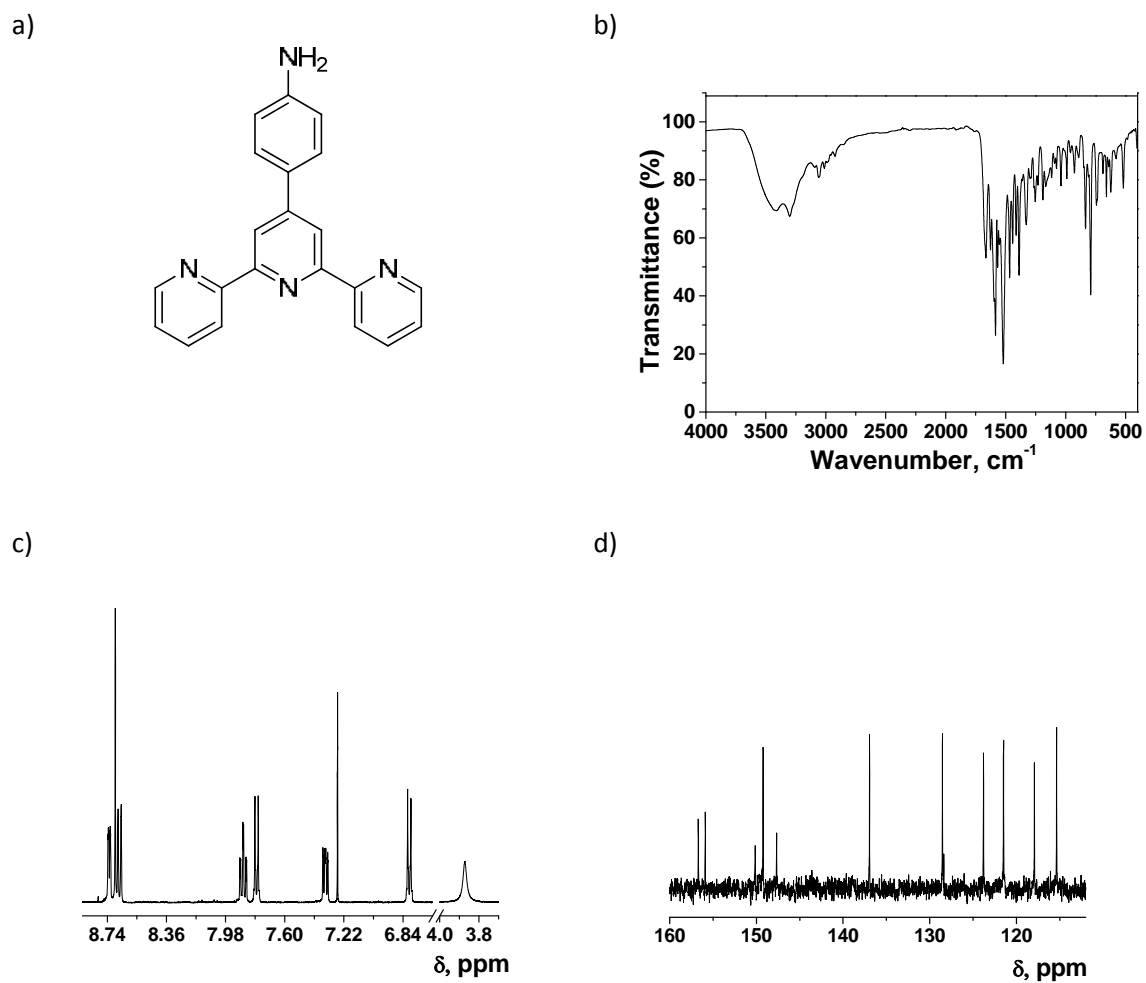 a)
NH2
N
N
N
b)
100
80
60
40
20
0
Transmittance (%)
4000 3500 3000 2500 2000 1500 1000 500
Wavenumber, cm-1
c)
8.74 8.36 7.98 7.60 7.22 6.84 4.0 3.8
δ, ppm
d)
160 150 140 130 120
δ, ppm